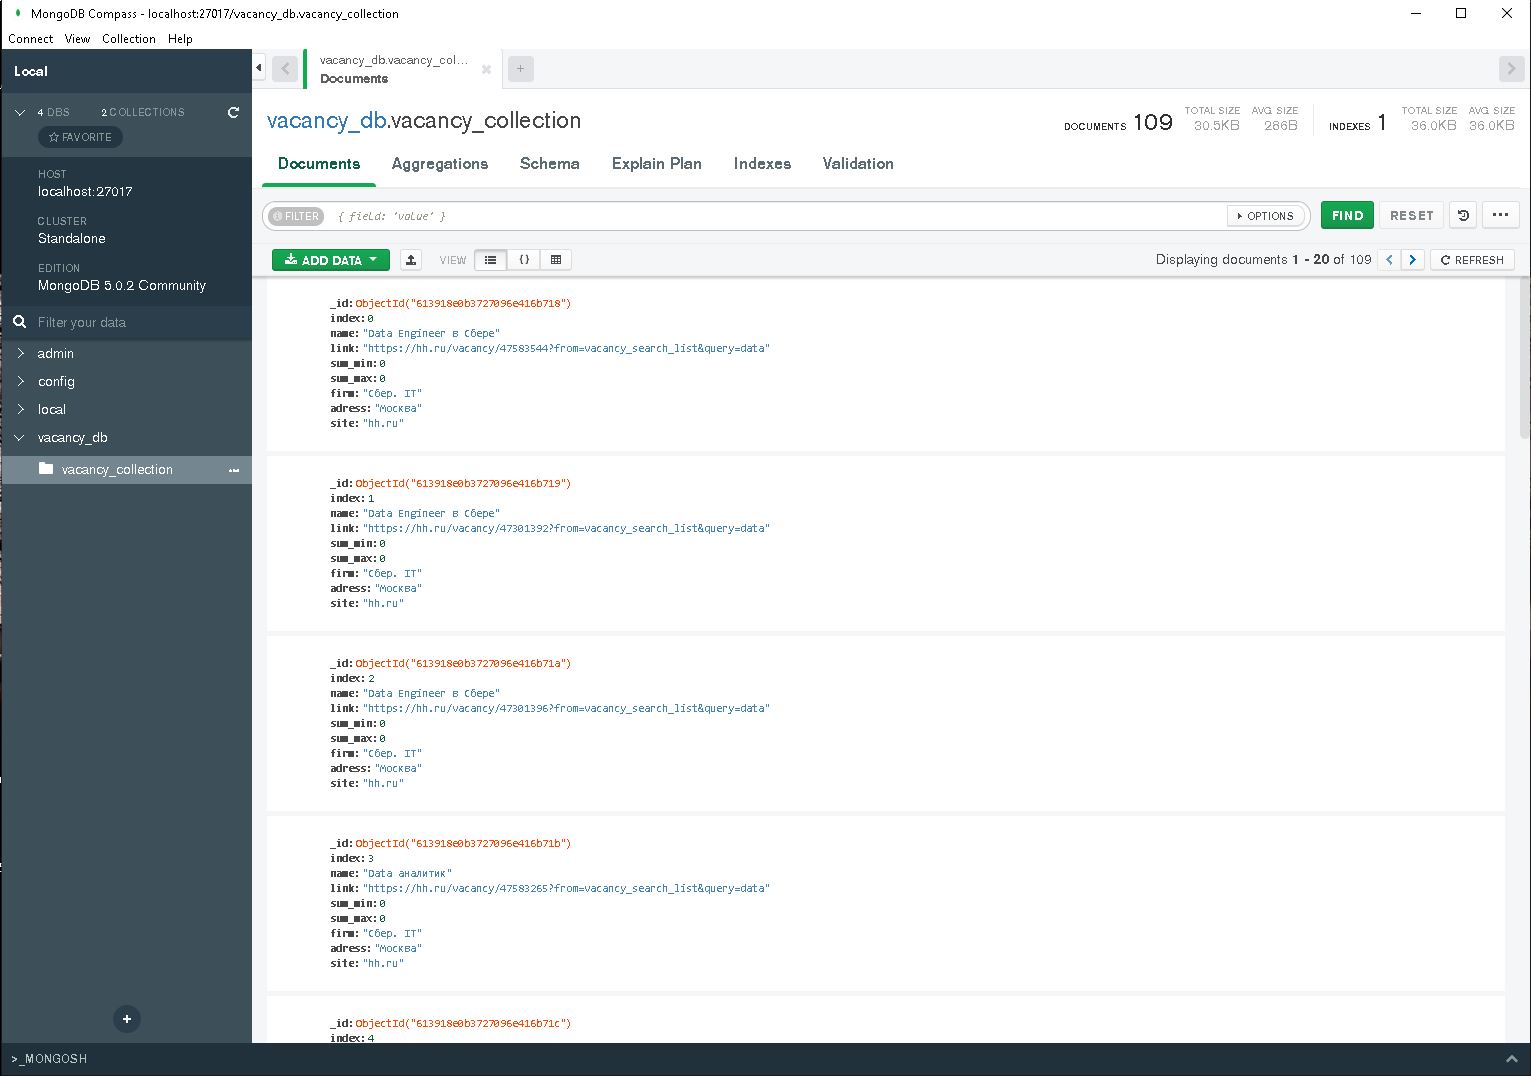 MongoDB Compass - localhost:27017/vacancy_db.vacancy_collection
Connect View Collection Help
Local
vacancy_db.vacancy_col...
Documents
4 DBS 2 COLLECTIONS
FAVORITE
HOST
localhost:27017
CLUSTER
Standalone
EDITION
MongoDB 5.0.2 Community
Filter your data
admin
config
local
vacancy_db
vacancy_collection
vacancy_db.vacancy_collection
DOCUMENTS 109 TOTAL SIZE 30.5KB AVG SIZE 286B INDEXES 1 TOTAL SIZE 36.0KB AVG SIZE 36.0KB
Documents Aggregations Schema Explain Plan Indexes Validation
FILTER { field: 'value' } OPTIONS FIND RESET
ADD DATA VIEW {} Displaying documents 1 - 20 of 109 REFRESH
_id: ObjectId("613918e0b3727096e416b718")
index: 0
name: "Data Engineer в Сбере"
link: "https://hh.ru/vacancy/47583544?from=vacancy_search_list&query=data"
sum_min: 0
sum_max: 0
firm: "Сбер. IT"
adress: "Москва"
site: "hh.ru"
_id: ObjectId("613918e0b3727096e416b719")
index: 1
name: "Data Engineer в Сбере"
link: "https://hh.ru/vacancy/47301392?from=vacancy_search_list&query=data"
sum_min: 0
sum_max: 0
firm: "Сбер. IT"
adress: "Москва"
site: "hh.ru"
_id: ObjectId("613918e0b3727096e416b71a")
index: 2
name: "Data Engineer в Сбере"
link: "https://hh.ru/vacancy/47301396?from=vacancy_search_list&query=data"
sum_min: 0
sum_max: 0
firm: "Сбер. IT"
adress: "Москва"
site: "hh.ru"
_id: ObjectId("613918e0b3727096e416b71b")
index: 3
name: "Data аналитик"
link: "https://hh.ru/vacancy/47583265?from=vacancy_search_list&query=data"
sum_min: 0
sum_max: 0
firm: "Сбер. IT"
adress: "Москва"
site: "hh.ru"
_id: ObjectId("613918e0b3727096e416b71c")
index: 4
>_MONGOSH